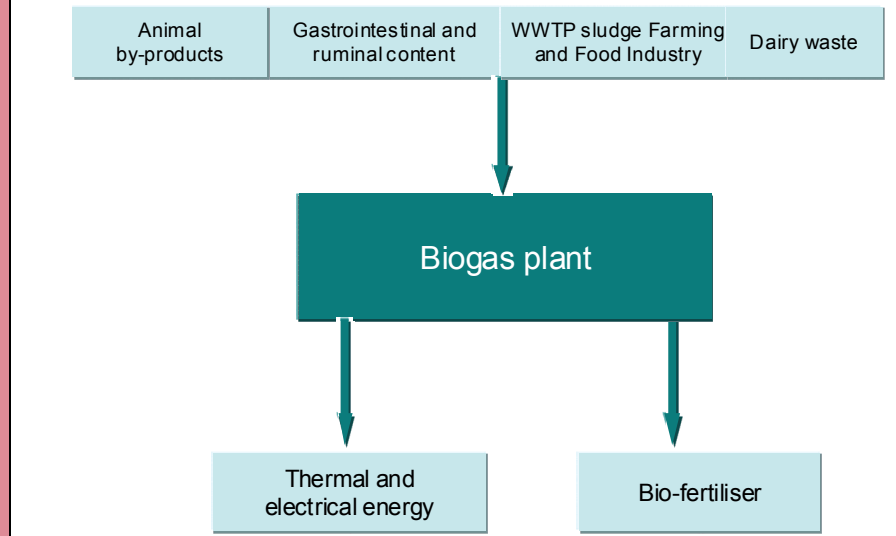 Animal
by-products
Gastrointestinal and
ruminal content
WWTP sludge Farming
and Food Industry
Dairy waste
Biogas plant
Thermal and
electrical energy
Bio-fertiliser